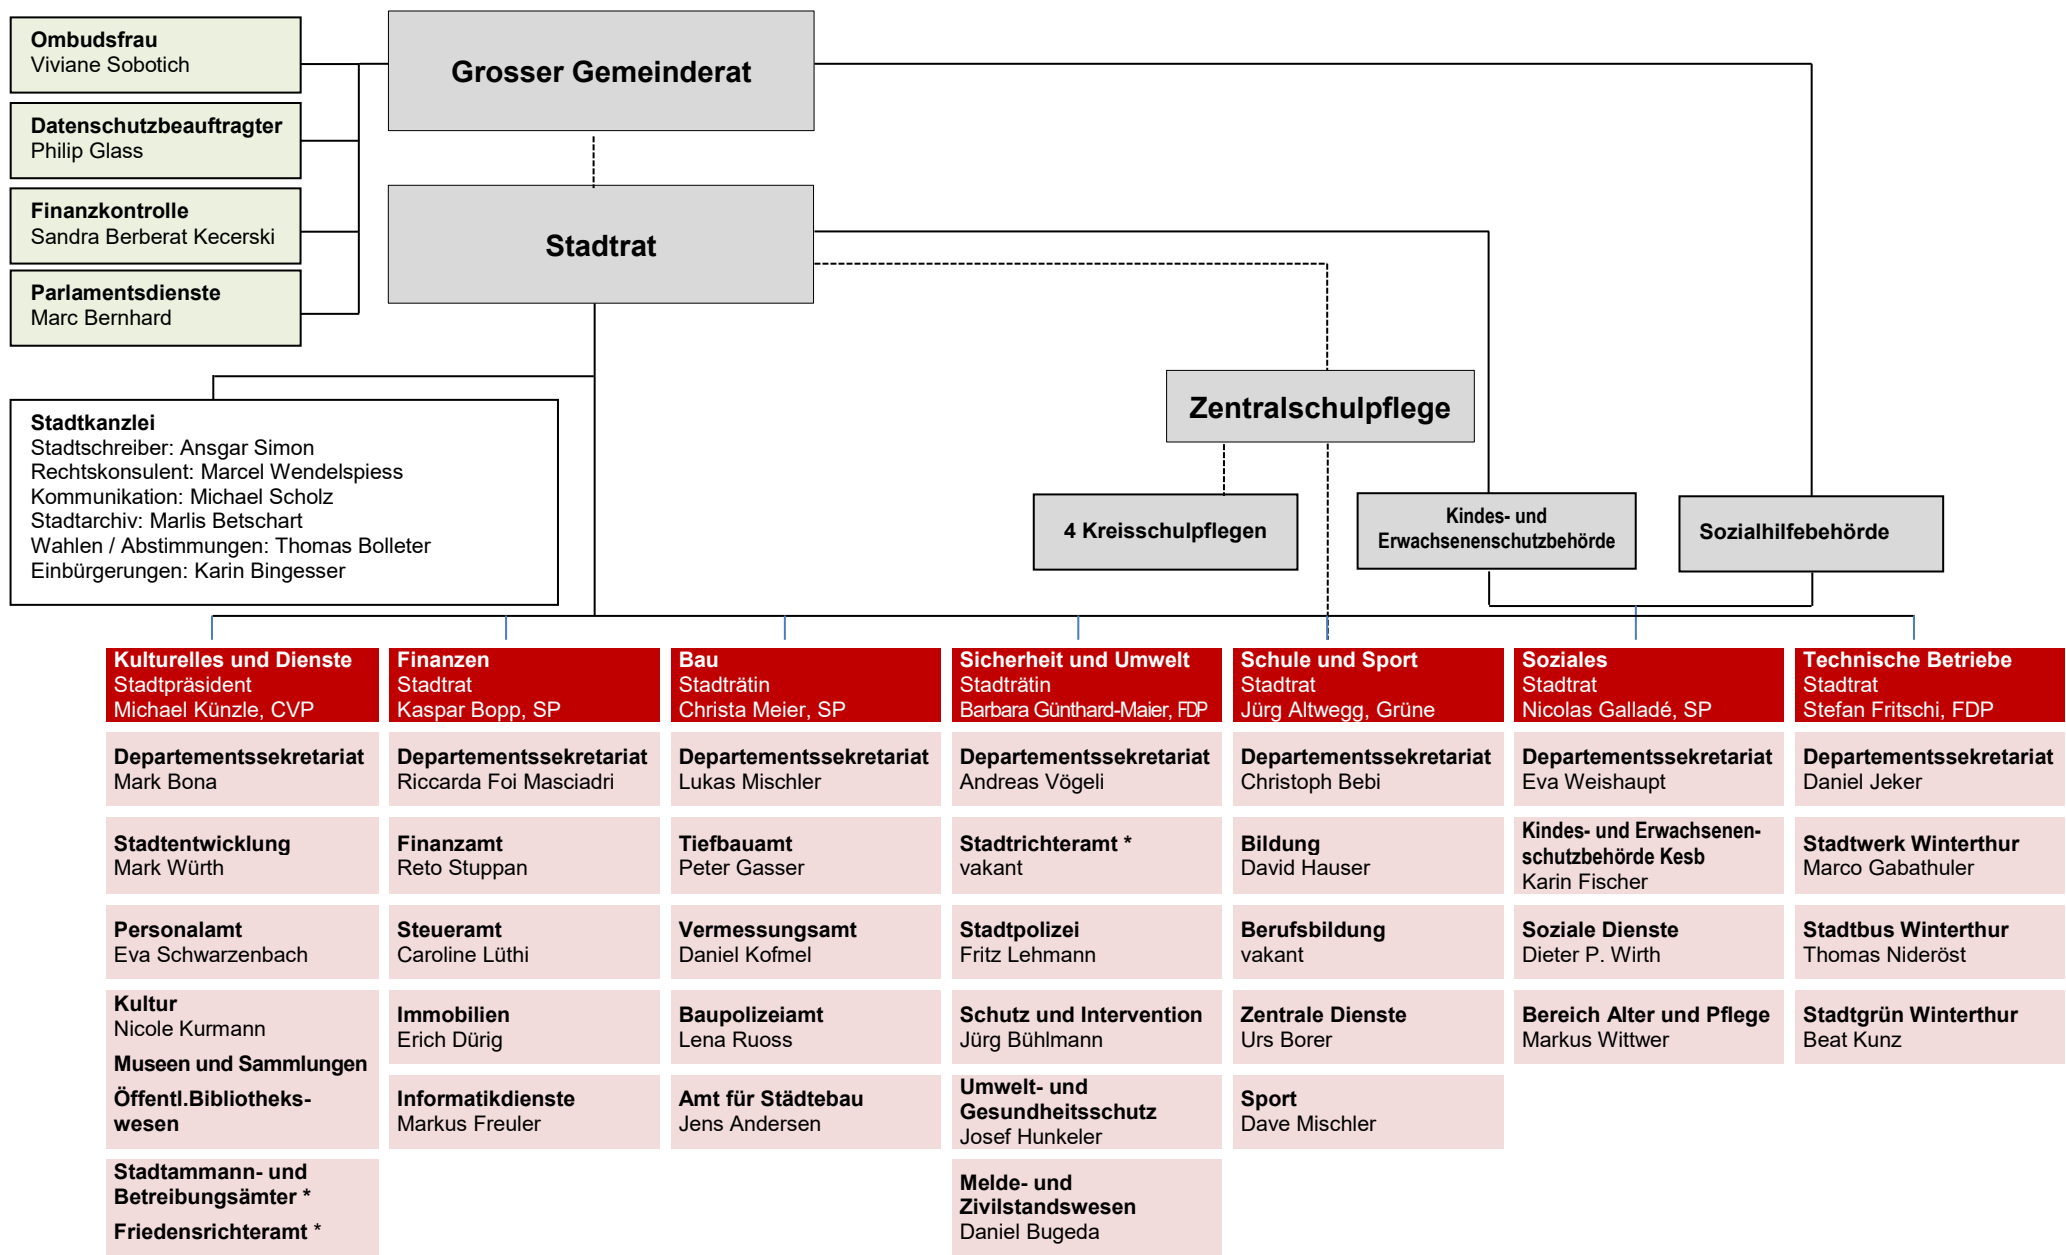 Ombudsfrau
Viviane Sobotich
Datenschutzbeauftragter
Philip Glass
Finanzkontrolle
Sandra Berberat Kecerski
Parlamentsdienste
Marc Bernhard
Grosser Gemeinderat
Stadtrat
Zentralschulpflege
4 Kreisschulpflegen
Kindes- und
Erwachsenenschutzbehörde
Sozialhilfebehörde
Stadtkanzlei
Stadtschreiber: Ansgar Simon
Rechtskonsulent: Marcel Wendelspiess
Kommunikation: Michael Scholz
Stadtarchiv: Marlis Betschart
Wahlen / Abstimmungen: Thomas Bolleter
Einbürgerungen: Karin Bingesser
Kulturelles und Dienste
Stadtpräsident
Michael Künzle, CVP
Departementssekretariat
Mark Bona
Stadtentwicklung
Mark Würth
Personalamt
Eva Schwarzenbach
Kultur
Nicole Kurmann
Museen und Sammlungen
Öffentl.Bibliotheks-
wesen
Stadtammann- und
Betreibungsämter *
Friedensrichteramt *
Finanzen
Stadtrat
Kaspar Bopp, SP
Departementssekretariat
Riccarda Foi Masciadri
Finanzamt
Reto Stuppan
Steueramt
Caroline Lüthi
Immobilien
Erich Dürig
Informatikdienste
Markus Freuler
Bau
Stadträtin
Christa Meier, SP
Departementssekretariat
Lukas Mischler
Tiefbauamt
Peter Gasser
Vermessungsamt
Daniel Kofmel
Baupolizeiamt
Lena Ruoss
Amt für Städtebau
Jens Andersen
Sicherheit und Umwelt
Stadträtin
Barbara Günthard-Maier, FDP
Departementssekretariat
Andreas Vögeli
Stadtrichteramt *
vakant
Stadtpolizei
Fritz Lehmann
Schutz und Intervention
Jürg Bühlmann
Umwelt- und
Gesundheitsschutz
Josef Hunkeler
Melde- und
Zivilstandswesen
Daniel Bugeda
Schule und Sport
Stadtrat
Jürg Altwegg, Grüne
Departementssekretariat
Christoph Bebi
Bildung
David Hauser
Berufsbildung
vakant
Zentrale Dienste
Urs Borer
Sport
Dave Mischler
Soziales
Stadtrat
Nicolas Galladé, SP
Departementssekretariat
Eva Weishaupt
Kindes- und Erwachsenen-
schutzbehörde Kesb
Karin Fischer
Soziale Dienste
Dieter P. Wirth
Bereich Alter und Pflege
Markus Wittwer
Technische Betriebe
Stadtrat
Stefan Fritschi, FDP
Departementssekretariat
Daniel Jeker
Stadtwerk Winterthur
Marco Gabathuler
Stadtbus Winterthur
Thomas Nideröst
Stadtgrün Winterthur
Beat Kunz